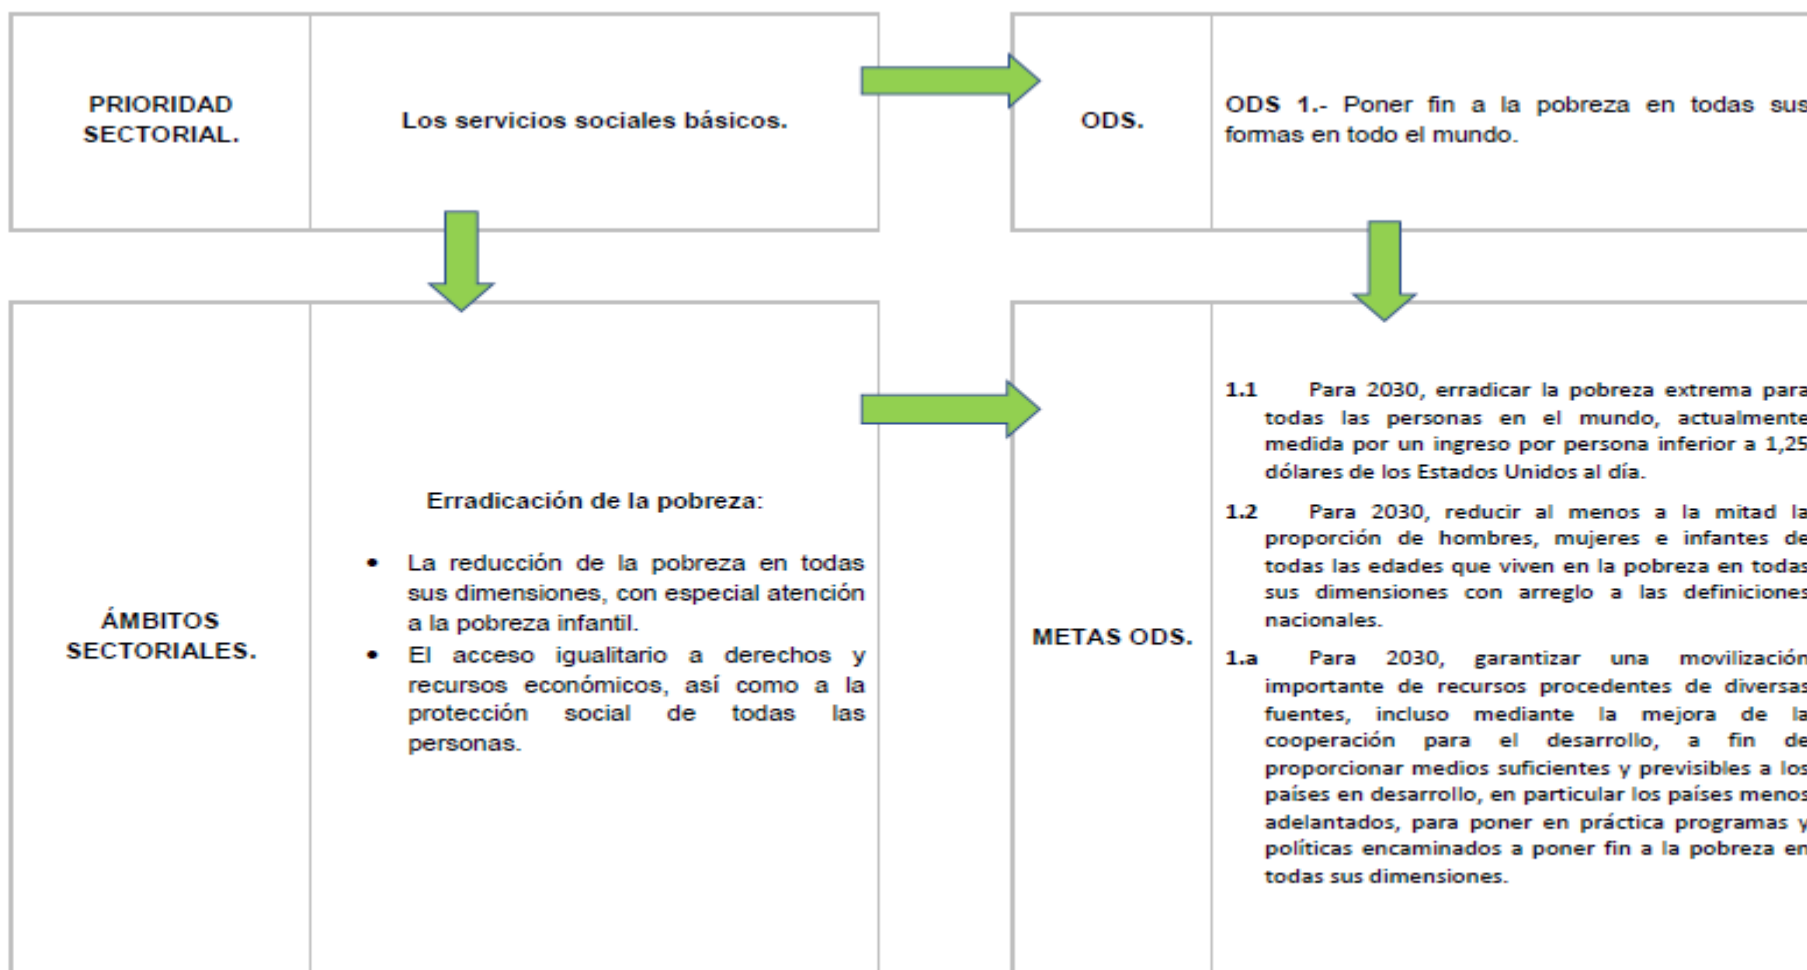 PRIORIDAD
SECTORIAL.
Los servicios sociales básicos.
ODS.
ODS 1.- Poner fin a la pobreza en todas sus
formas en todo el mundo.
ÁMBITOS
SECTORIALES.
Erradicación de la pobreza:
• La reducción de la pobreza en todas
sus dimensiones, con especial atención
a la pobreza infantil.
• El acceso igualitario a derechos y
recursos económicos, así como a la
protección social de todas las
personas.
METAS ODS.
1.1 Para 2030, erradicar la pobreza extrema para
todas las personas en el mundo, actualmente
medida por un ingreso por persona inferior a 1,25
dólares de los Estados Unidos al día.
1.2 Para 2030, reducir al menos a la mitad la
proporción de hombres, mujeres e infantes de
todas las edades que viven en la pobreza en todas
sus dimensiones con arreglo a las definiciones
nacionales.
1.a Para 2030, garantizar una movilización
importante de recursos procedentes de diversas
fuentes, incluso mediante la mejora de la
cooperación para el desarrollo, a fin de
proporcionar medios suficientes y previsibles a los
países en desarrollo, en particular los países menos
adelantados, para poner en práctica programas y
políticas encaminados a poner fin a la pobreza en
todas sus dimensiones.